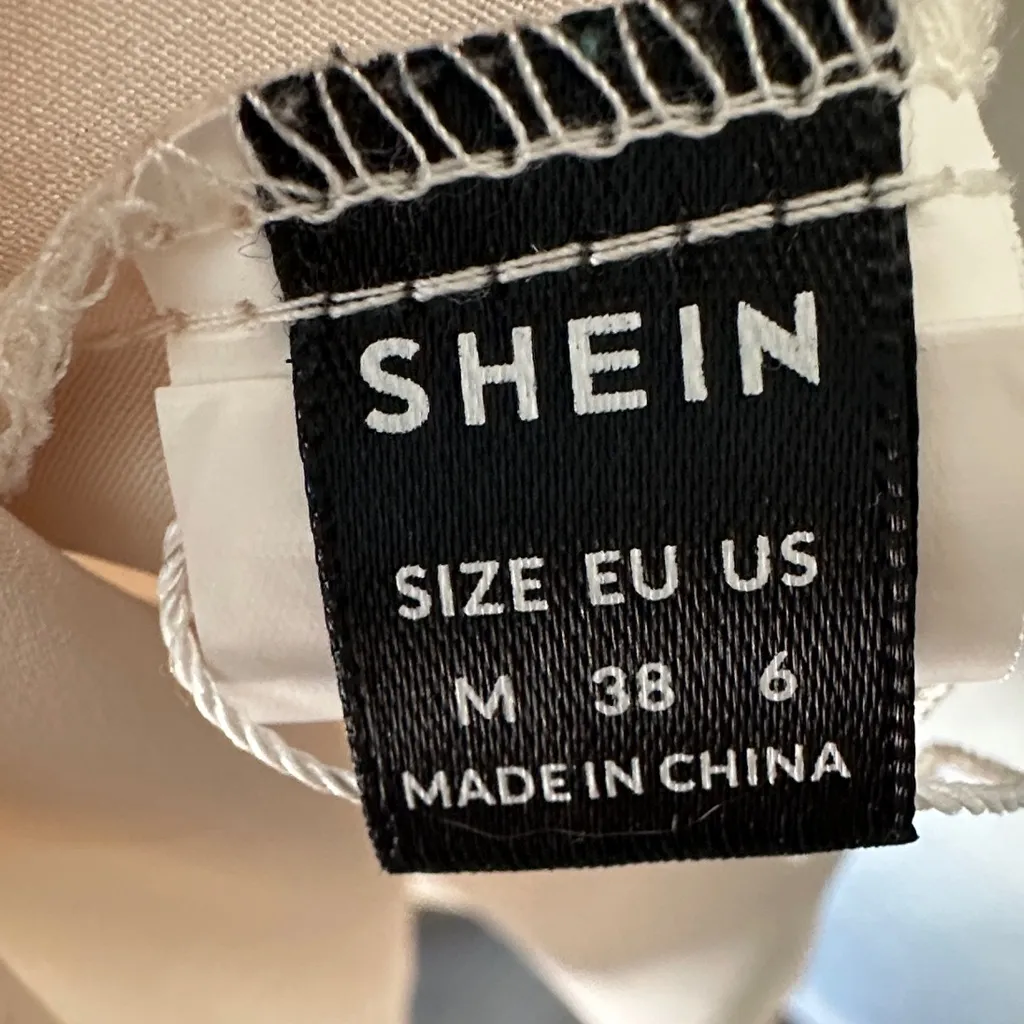 SHEIN
SIZE EU US
M 38 6
MADE IN CHINA